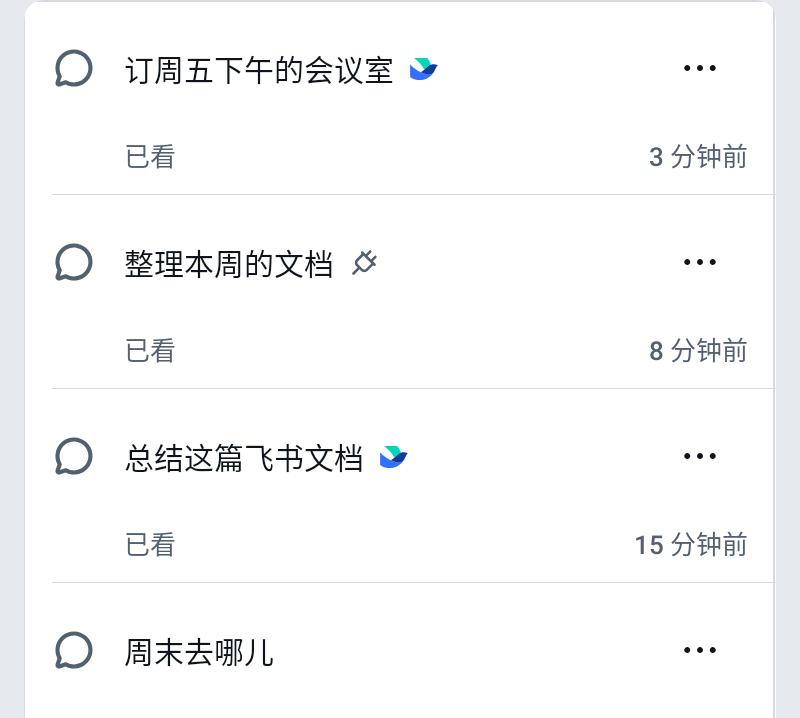 订周五下午的会议室
已看
3 分钟前
整理本周的文档
已看
8 分钟前
总结这篇飞书文档
已看
15 分钟前
周末去哪儿